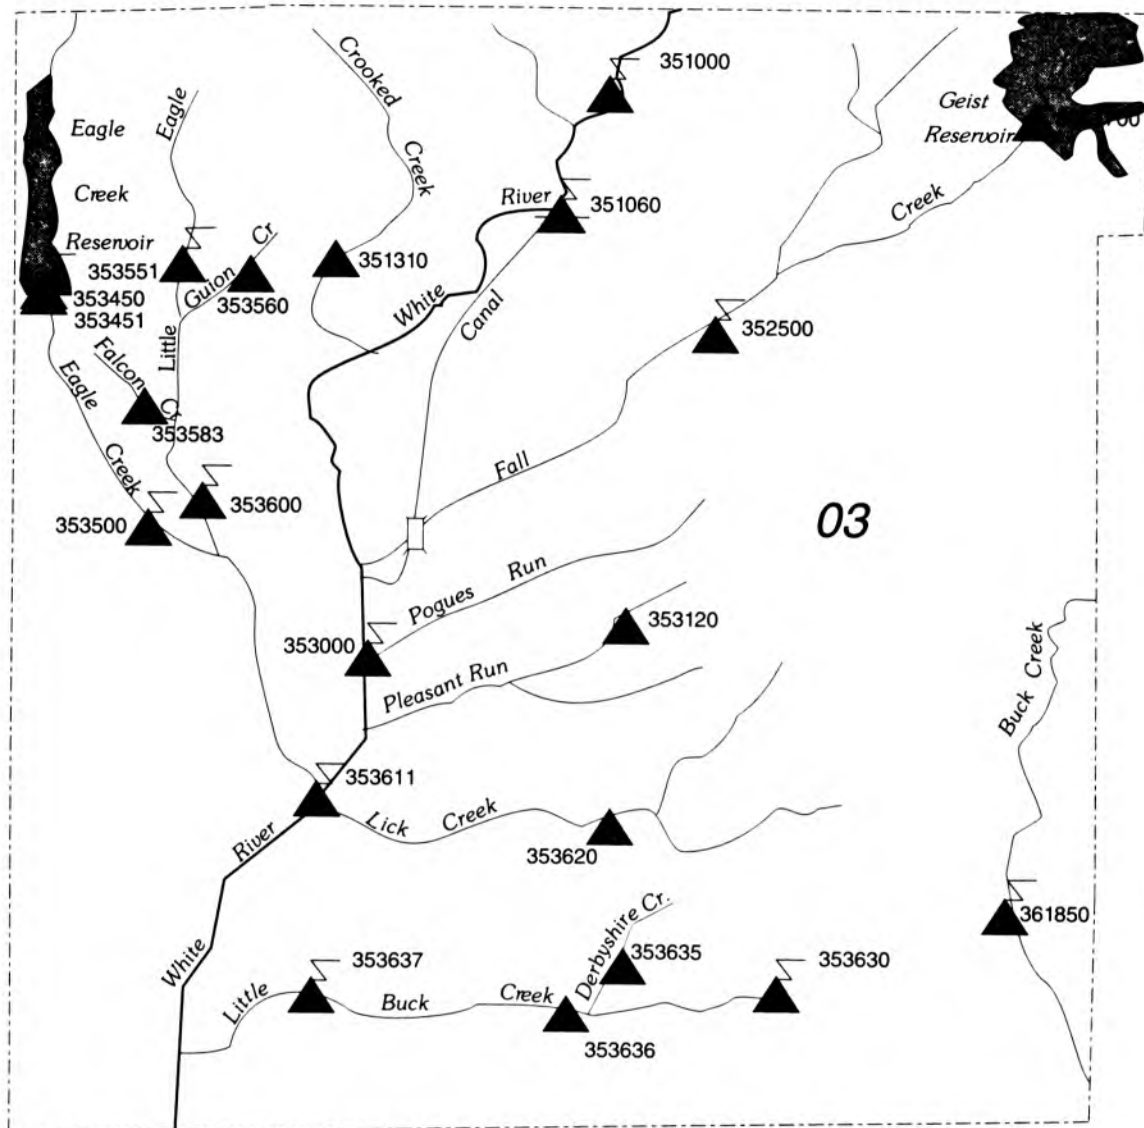 Crooked
Creek
351000
Eagle
Geist
Reservoir
Eagle
Creek
Reservoir
River
351060
Creek
353551
353450
353451
Guion Cr
353560
351310
White
Canal
352500
Little
Falcon
Cr
353583
Eagle
Creek
Fall
353500
353600
03
Pogues Run
353000
353120
Pleasant Run
Buck Creek
353611
Lick Creek
353620
River
White
361850
Derbyshire Cr.
353635
353637
353630
Little Buck Creek
353636